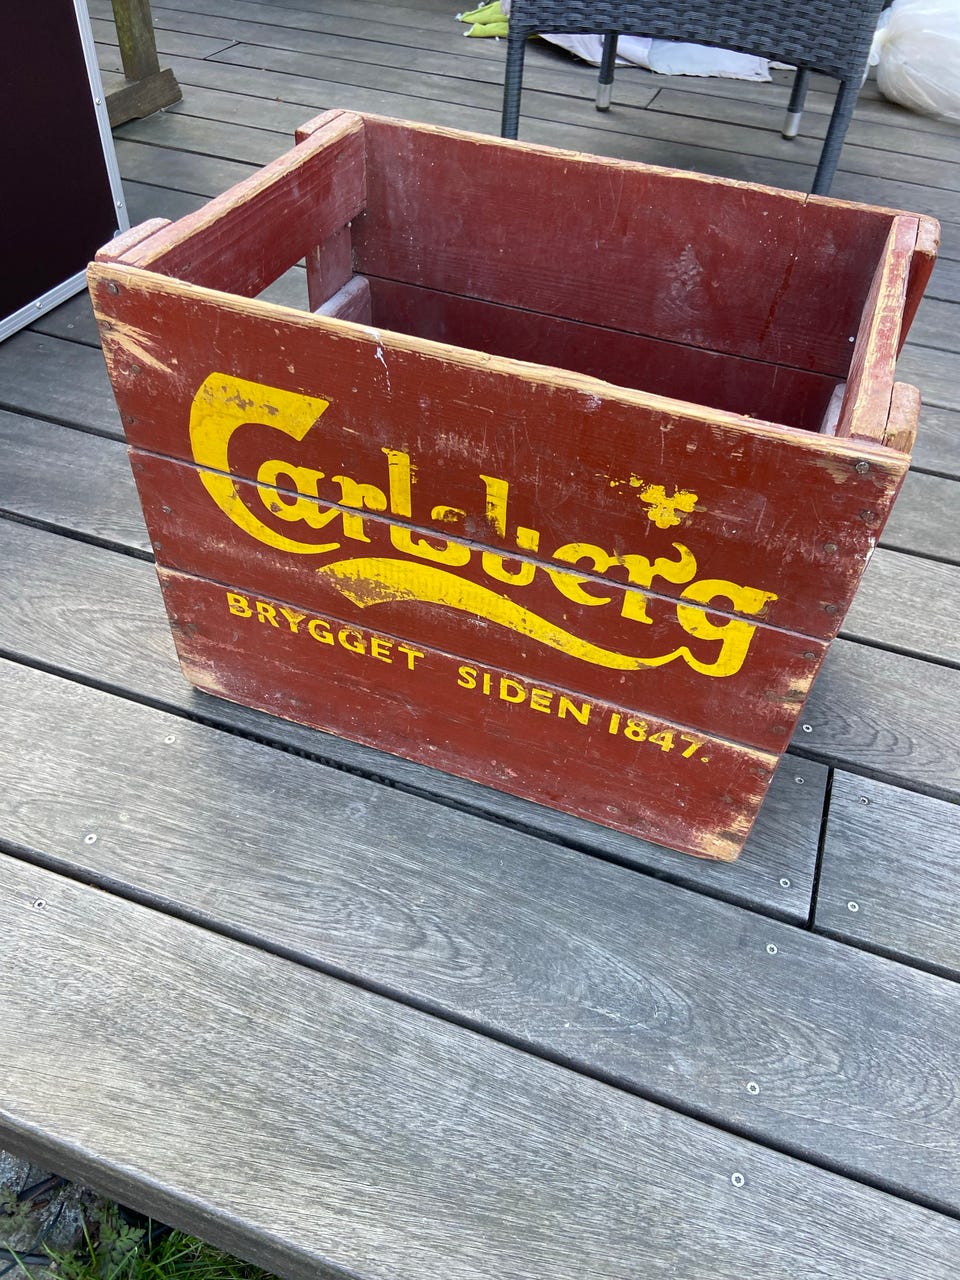 Carlsberg
BRYGGET SIDEN 1847.